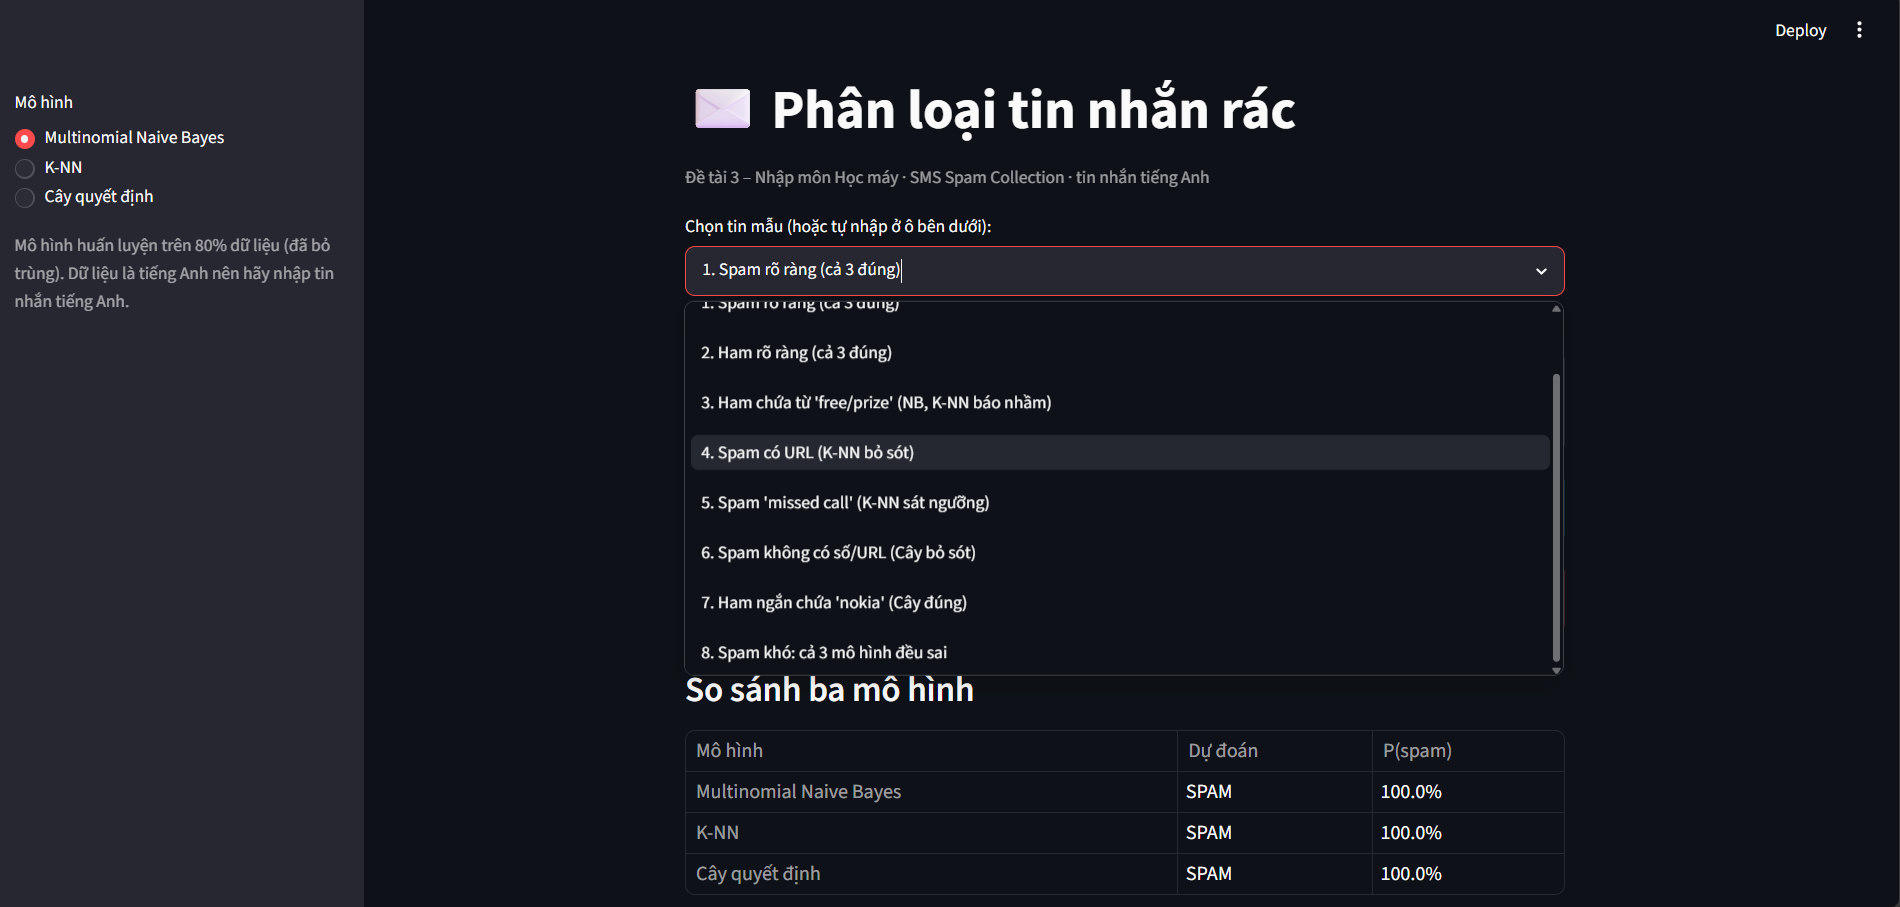 Deploy
Mô hình
Multinomial Naive Bayes
K-NN
Cây quyết định
Mô hình huấn luyện trên 80% dữ liệu (đã bỏ
trùng). Dữ liệu là tiếng Anh nên hãy nhập tin
nhắn tiếng Anh.
Phân loại tin nhắn rác
Đề tài 3 – Nhập môn Học máy · SMS Spam Collection · tin nhắn tiếng Anh
Chọn tin mẫu (hoặc tự nhập ở ô bên dưới):
1. Spam rõ ràng (cả 3 đúng)
1. Spam rõ ràng (cả 3 đúng)
2. Ham rõ ràng (cả 3 đúng)
3. Ham chứa từ 'free/prize' (NB, K-NN báo nhầm)
4. Spam có URL (K-NN bỏ sót)
5. Spam 'missed call' (K-NN sát ngưỡng)
6. Spam không có số/URL (Cây bỏ sót)
7. Ham ngắn chứa 'nokia' (Cây đúng)
8. Spam khó: cả 3 mô hình đều sai
So sánh ba mô hình
Mô hình Dự đoán P(spam)
Multinomial Naive Bayes SPAM 100.0%
K-NN SPAM 100.0%
Cây quyết định SPAM 100.0%